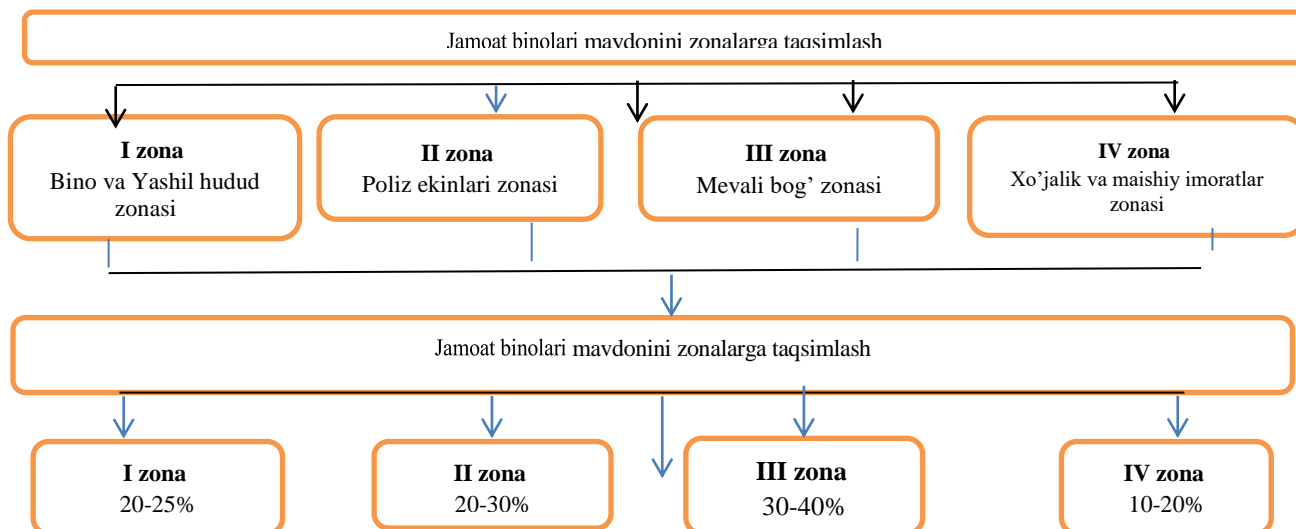 Jamoat binolari maydonini zonalarga taqsimlash
I zona
Bino va Yashil hudud
zonasi
II zona
Poliz ekinlari zonasi
III zona
Mevali bog’ zonasi
IV zona
Xo’jalik va maishiy imoratlar
zonasi
Jamoat binolari maydonini zonalarga taqsimlash
I zona
20-25%
II zona
20-30%
III zona
30-40%
IV zona
10-20%